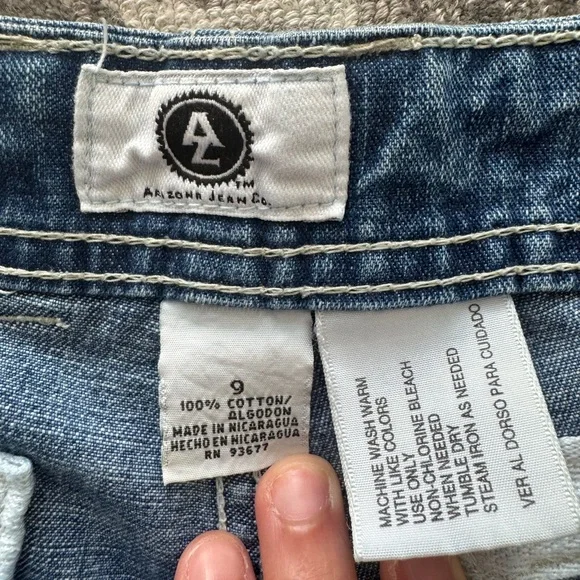 AZ
TM
ARIZONA JEAN CO.
9
100% COTTON/
ALGODON
MADE IN NICARAGUA
HECHO EN NICARAGUA
RN 93677
MACHINE WASH WARM
WITH LIKE COLORS
USE ONLY
NON-CHLORINE BLEACH
WHEN NEEDED
TUMBLE DRY
STEAM IRON AS NEEDED
VER AL DORSO PARA CUIDADO